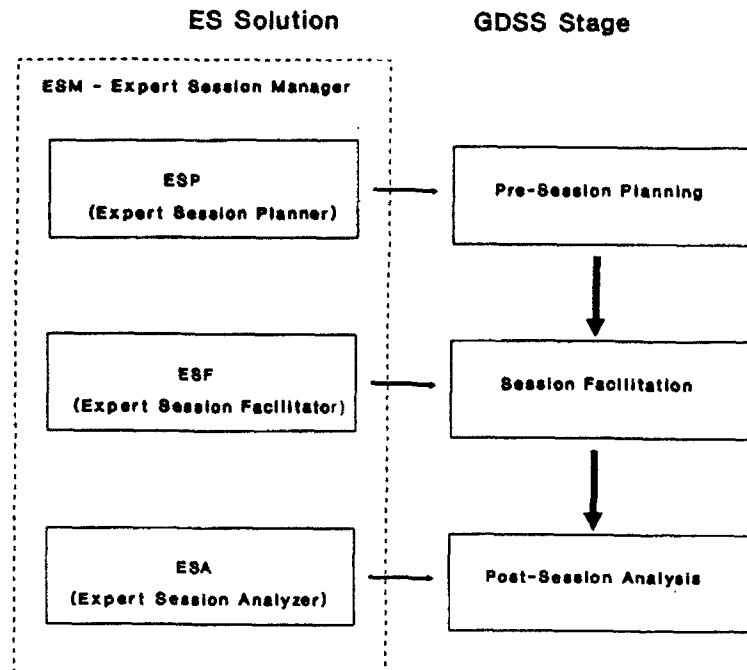 ES Solution
GDSS Stage
ESM - Expert Session Manager
ESP
(Expert Session Planner)
Pre-Session Planning
ESF
(Expert Session Facilitator)
Session Facilitation
ESA
(Expert Session Analyzer)
Post-Session Analysis